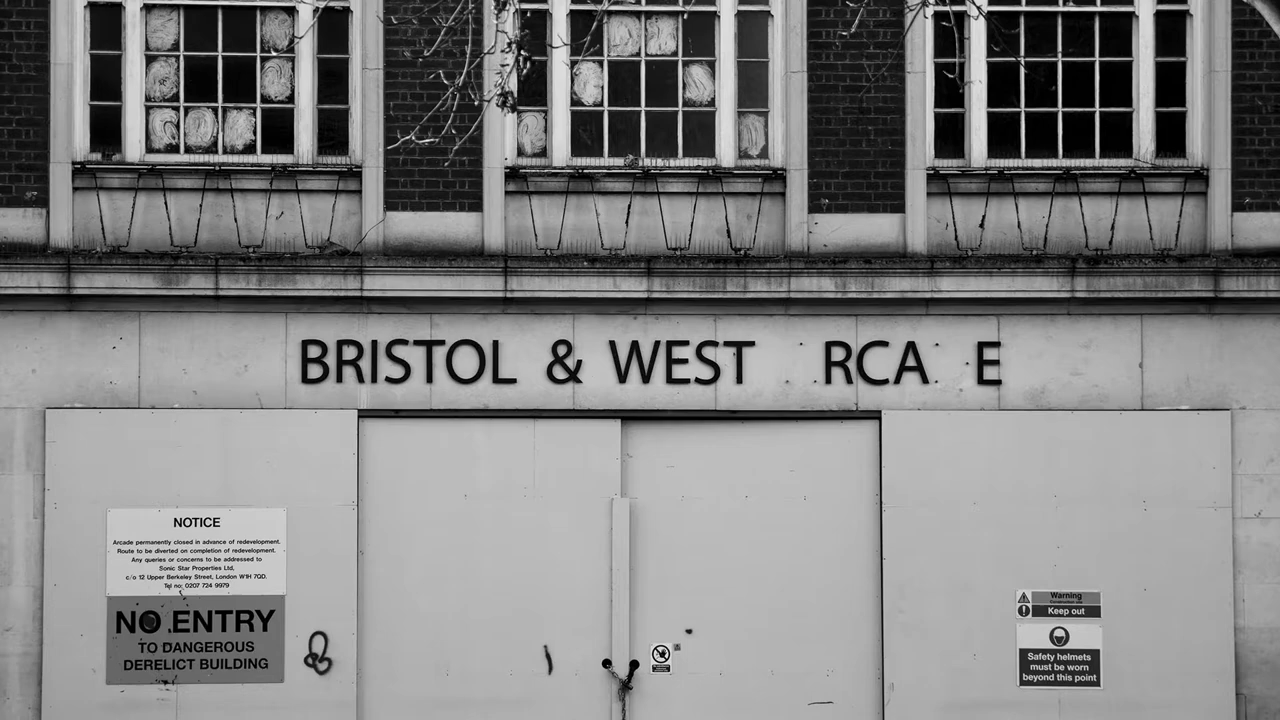 BRISTOL & WEST RCA E
NOTICE
Arcade permanently closed in advance of redevelopment.
Route to be diverted on completion of redevelopment.
Any queries or concerns to be addressed to
Sonic Star Properties Ltd,
c/o 12 Upper Berkeley Street, London W1H 7QD.
Tel no: 0207 724 9979
NO ENTRY
TO DANGEROUS
DERELICT BUILDING
Warning
Construction site
Keep out
Safety helmets
must be worn
beyond this point